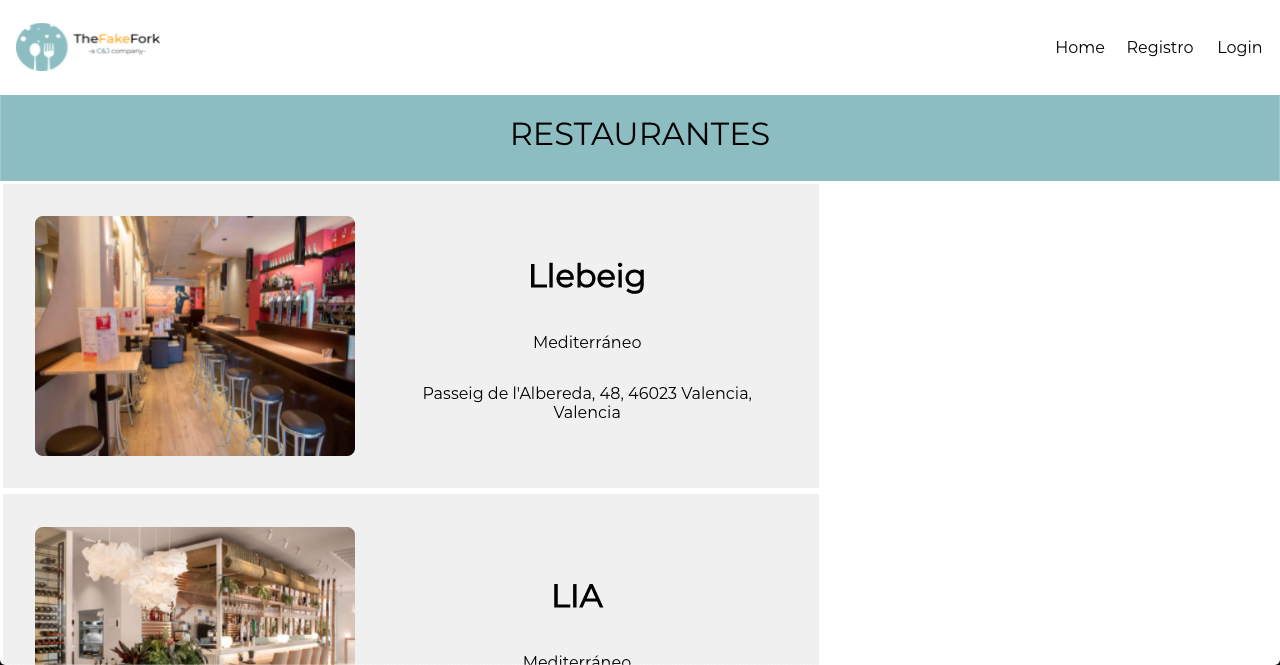 TheFakeFork
-a C&J company-
Home Registro Login
RESTAURANTES
Llebeig
Mediterráneo
Passeig de l'Albereda, 48, 46023 Valencia,
Valencia
LIA
Mediterráneo